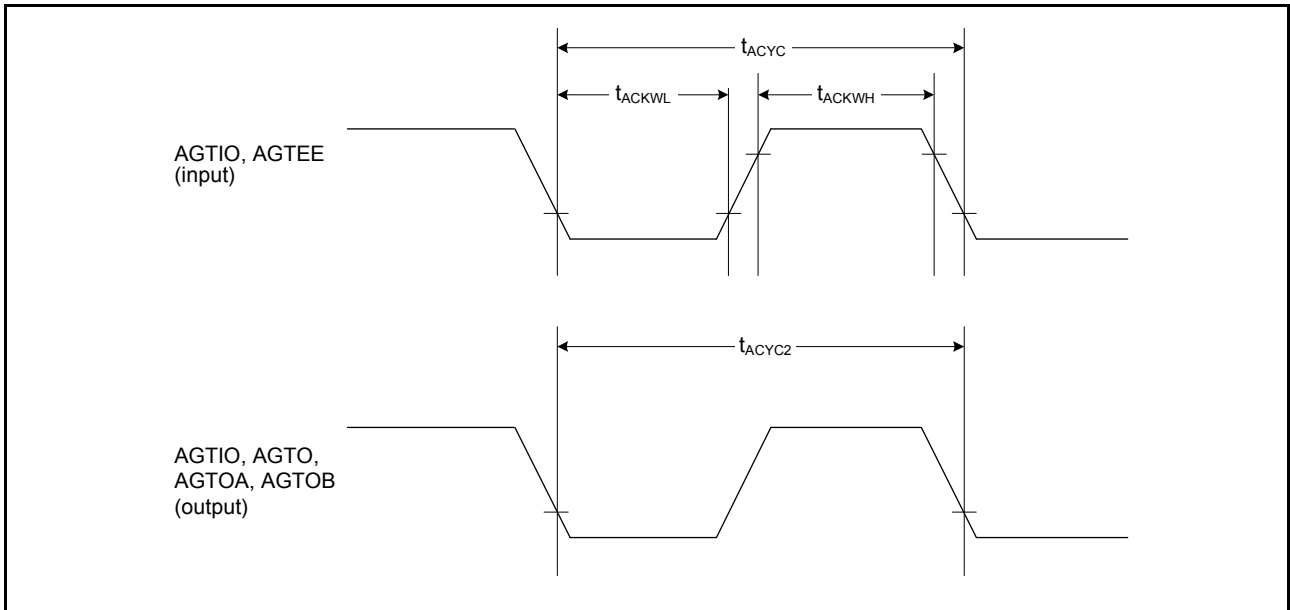 tACYC
tACKWL
tACKWH
AGTIO, AGTEE
(input)
tACYC2
AGTIO, AGTO,
AGTOA, AGTOB
(output)